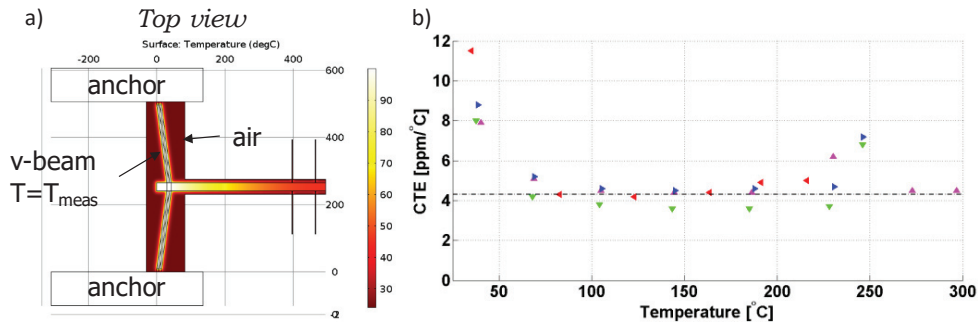 a)
Top view
Surface: Temperature (degC)
-200 0 200 400
600
anchor
400
air
v-beam
T=Tmeas
200
0
anchor
90
80
70
60
50
40
30
b)
CTE [ppm/°C]
12
10
8
6
4
2
0
50 100 150 200 250 300
Temperature [°C]